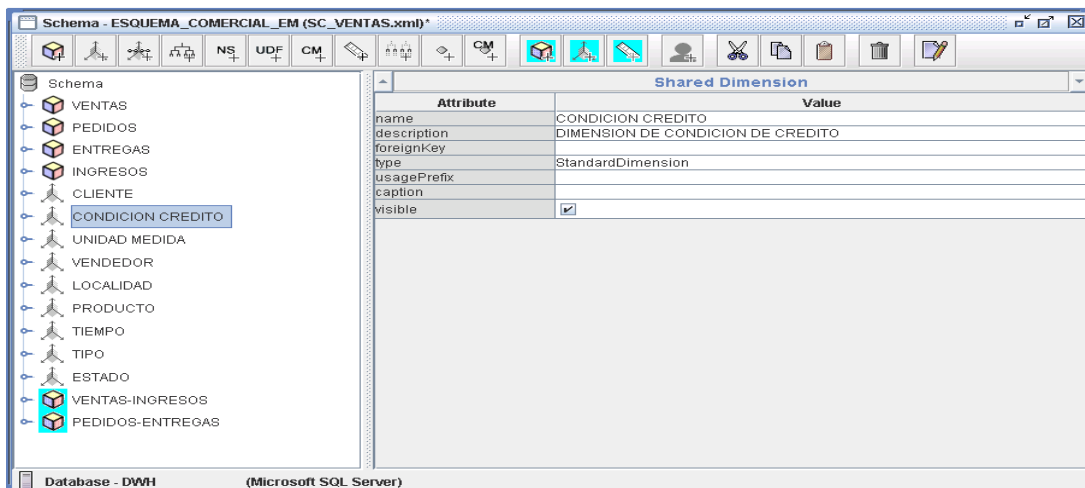 Schema - ESQUEMA_COMERCIAL_EM (SC_VENTAS.xml)*
NS UDF CM CM
Schema
VENTAS
PEDIDOS
ENTREGAS
INGRESOS
CLIENTE
CONDICION CREDITO
UNIDAD MEDIDA
VENDEDOR
LOCALIDAD
PRODUCTO
TIEMPO
TIPO
ESTADO
VENTAS-INGRESOS
PEDIDOS-ENTREGAS
Shared Dimension
Attribute Value
name CONDICION CREDITO
description DIMENSION DE CONDICION DE CREDITO
foreignKey
type StandardDimension
usagePrefix
caption
visible
Database - DWH (Microsoft SQL Server)